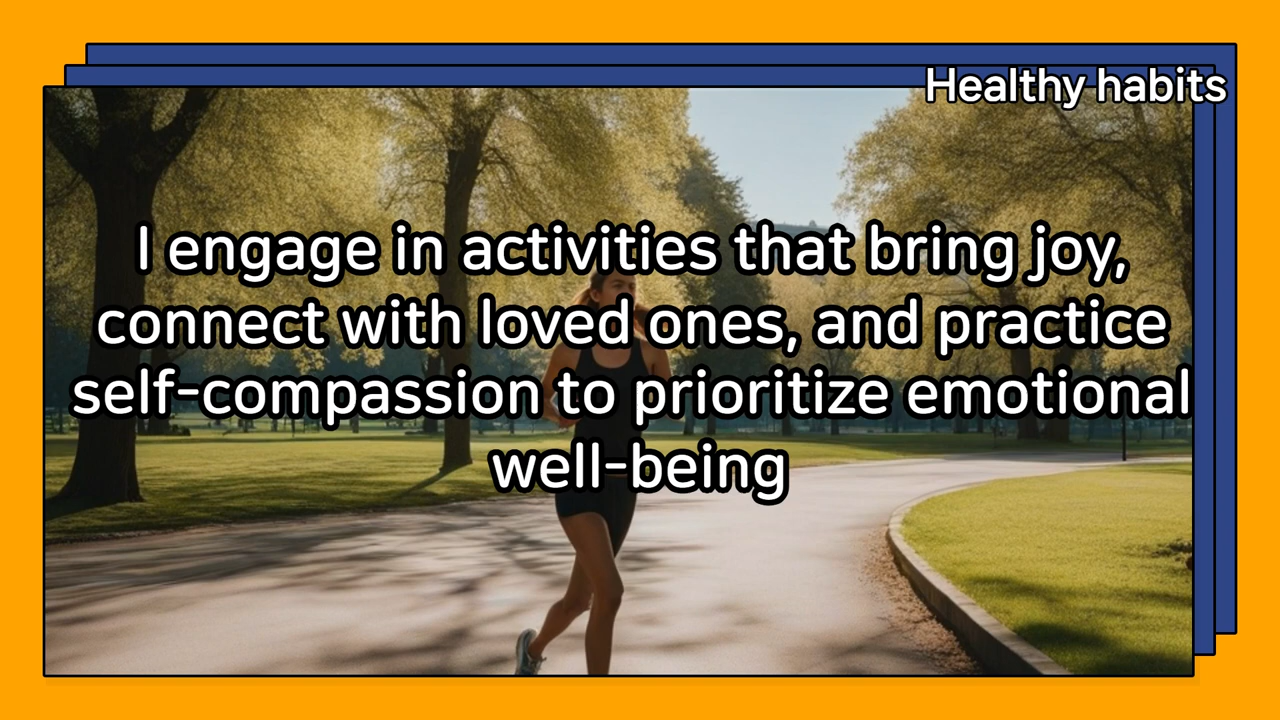 Healthy habits
I engage in activities that bring joy,
connect with loved ones, and practice
self-compassion to prioritize emotional
well-being